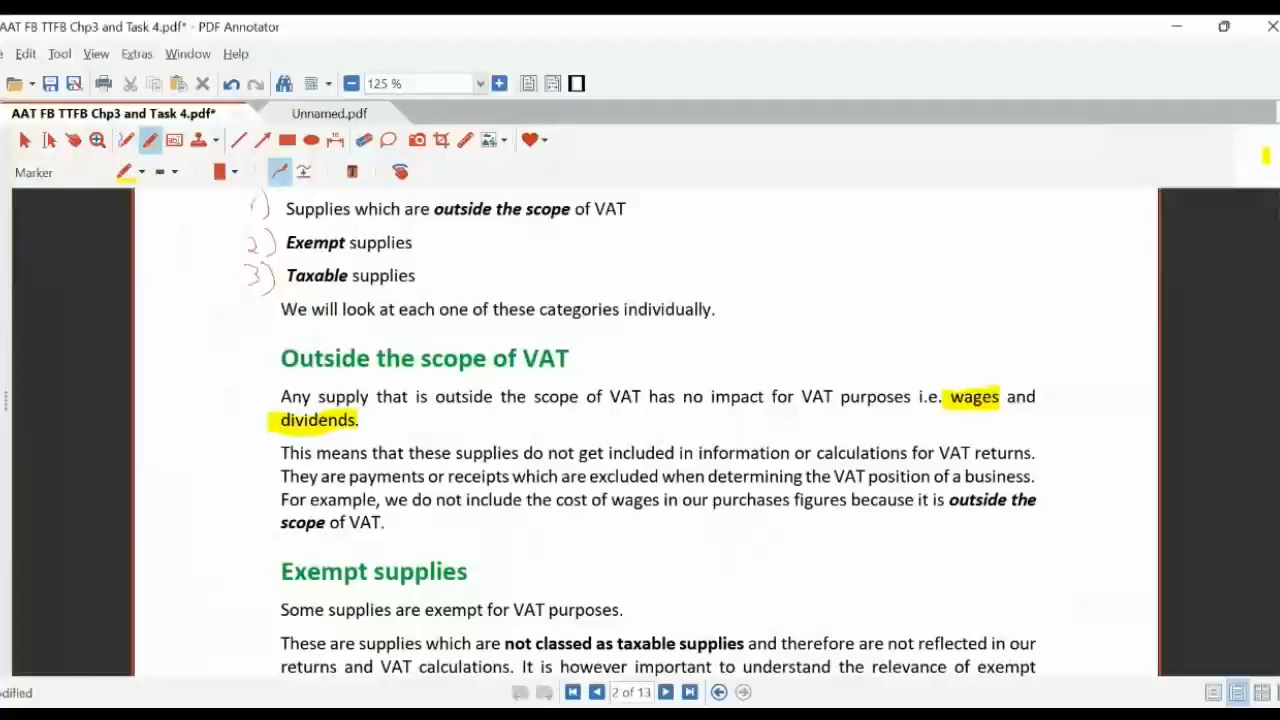 AAT FB TTFB Chp3 and Task 4.pdf* - PDF Annotator
Edit Tool View Extras Window Help
125 %
AAT FB TTFB Chp3 and Task 4.pdf* Unnamed.pdf
Marker
1) Supplies which are outside the scope of VAT
2) Exempt supplies
3) Taxable supplies
We will look at each one of these categories individually.
Outside the scope of VAT
Any supply that is outside the scope of VAT has no impact for VAT purposes i.e. wages and
dividends.
This means that these supplies do not get included in information or calculations for VAT returns.
They are payments or receipts which are excluded when determining the VAT position of a business.
For example, we do not include the cost of wages in our purchases figures because it is outside the
scope of VAT.
Exempt supplies
Some supplies are exempt for VAT purposes.
These are supplies which are not classed as taxable supplies and therefore are not reflected in our
returns and VAT calculations. It is however important to understand the relevance of exempt
2 of 13